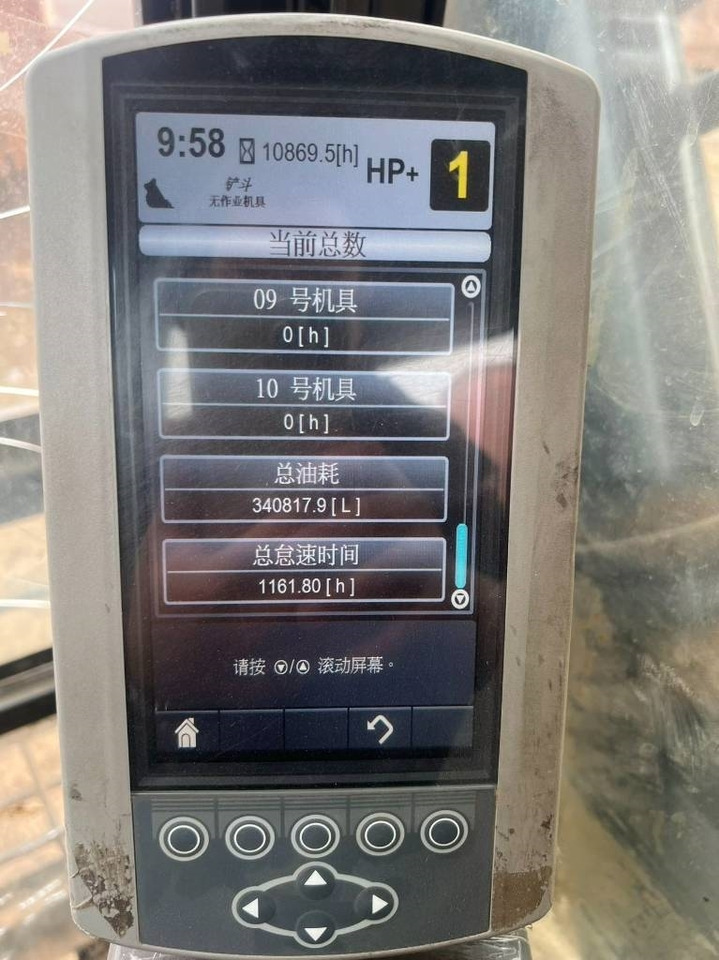 9:58 10869.5[h] HP+ 1
铲斗
无作业机具
当前总数
09 号机具
0[h]
10 号机具
0[h]
总油耗
340817.9[L]
总怠速时间
1161.80[h]
请按 ▽/△ 滚动屏幕。